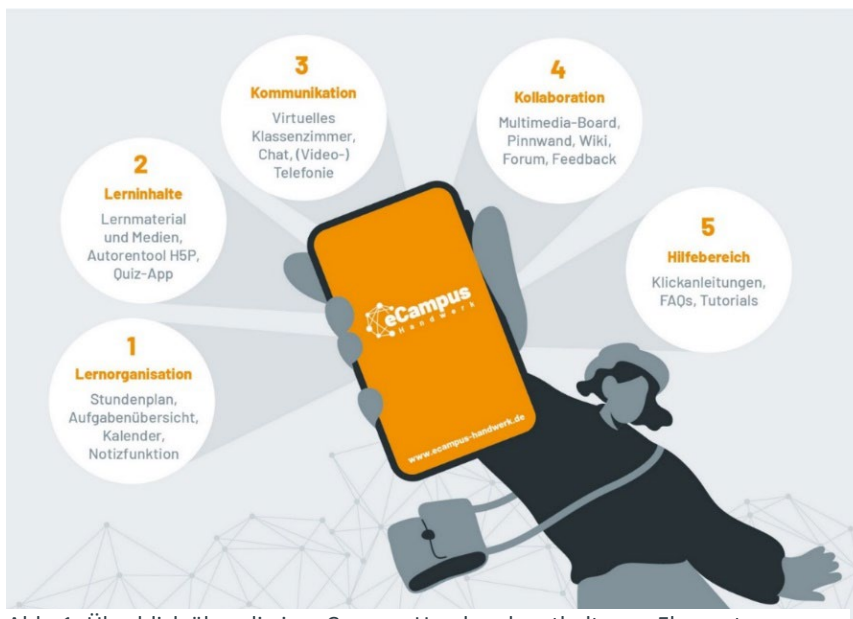 1
Lernorganisation
Stundenplan,
Aufgabenübersicht,
Kalender,
Notizfunktion
2
Lerninhalte
Lernmaterial
und Medien,
Autorentool H5P,
Quiz-App
3
Kommunikation
Virtuelles
Klassenzimmer,
Chat, (Video-)
Telefonie
4
Kollaboration
Multimedia-Board,
Pinnwand, Wiki,
Forum, Feedback
5
Hilfebereich
Klickanleitungen,
FAQs, Tutorials
eCampus
Handwerk
www.ecampus-handwerk.de